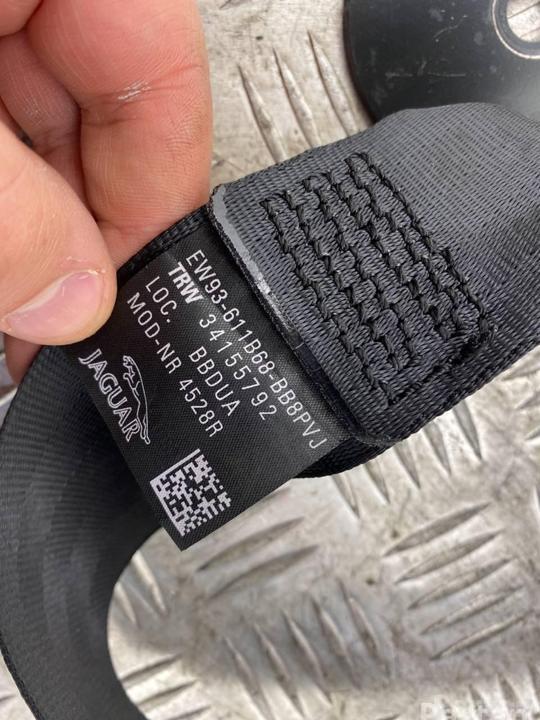 EW93-611B68-BB8PVJ
TRW 34155792
LOC. BBDUA
MOD-NR 4528R
JAGUAR